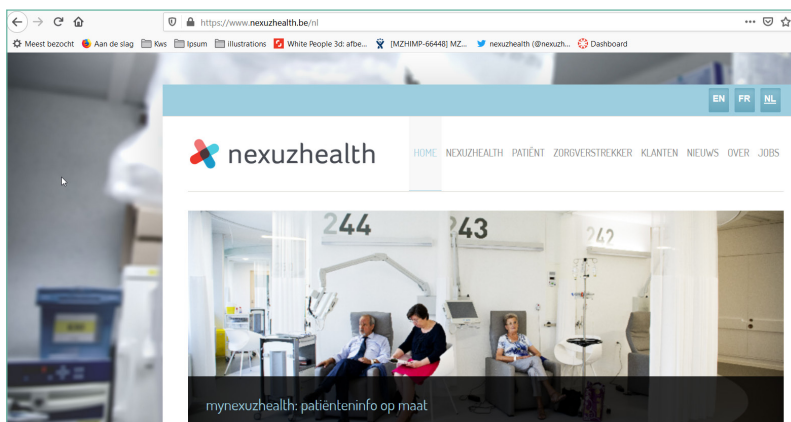 https://www.nexuzhealth.be/nl
Meest bezocht Aan de slag Kws Ipsum illustrations White People 3d: afbe... [MZHIMP-66448] MZ... nexuzhealth (@nexuzh... Dashboard
EN FR NL
nexuzhealth
HOME NEXUZHEALTH PATIËNT ZORGVERSTREKKER KLANTEN NIEUWS OVER JOBS
244 243 242
mynexuzhealth: patiënteninfo op maat